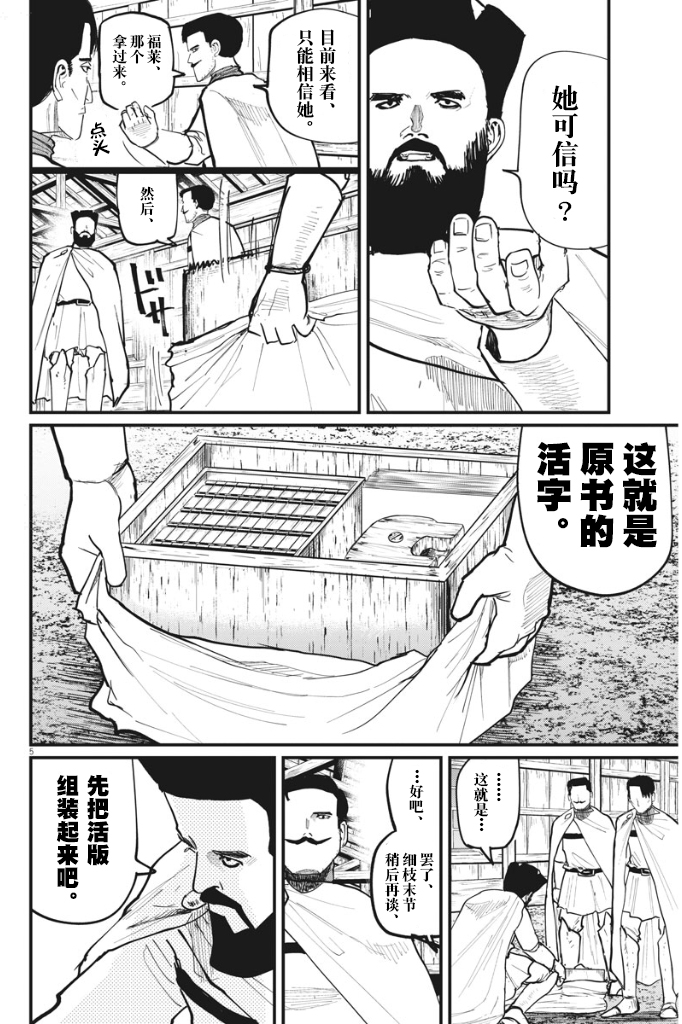 她可信吗？
目前来看、
只能相信她。
福莱、
那个
拿过来。
点头
然后、
ドドッ
这就是
原书的
活字。
……
这就是…
…好吧、
罢了、
细枝末节
稍后再谈、
先把活版
组装起来吧。
5